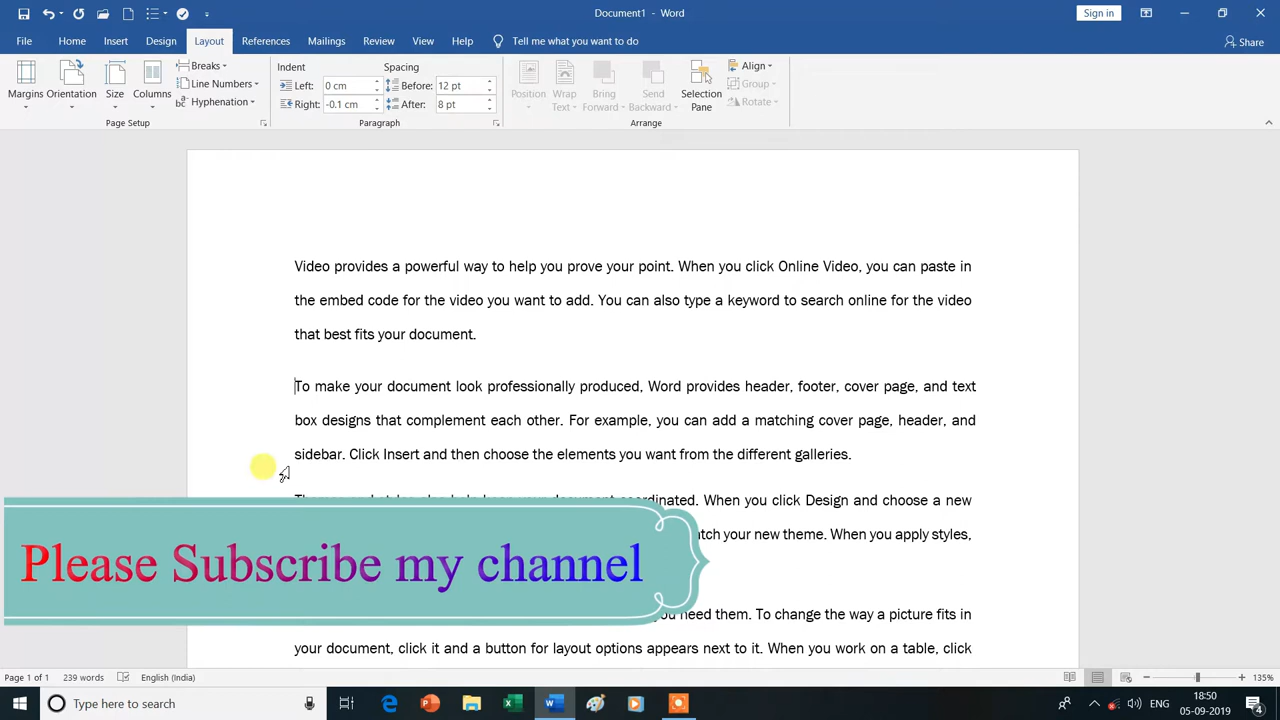 Document1 - Word
Sign in
File Home Insert Design Layout References Mailings Review View Help Tell me what you want to do Share
Margins Orientation Size Columns
Breaks
Line Numbers
Hyphenation
Page Setup
Indent
Left: 0 cm
Right: -0.1 cm
Spacing
Before: 12 pt
After: 8 pt
Paragraph
Position
Wrap Text
Bring Forward
Send Backward
Selection Pane
Align
Group
Rotate
Arrange
Video provides a powerful way to help you prove your point. When you click Online Video, you can paste in
the embed code for the video you want to add. You can also type a keyword to search online for the video
that best fits your document.
To make your document look professionally produced, Word provides header, footer, cover page, and text
box designs that complement each other. For example, you can add a matching cover page, header, and
sidebar. Click Insert and then choose the elements you want from the different galleries.
coordinated. When you click Design and choose a new
your new theme. When you apply styles,
Please Subscribe my channel
need them. To change the way a picture fits in
your document, click it and a button for layout options appears next to it. When you work on a table, click
Page 1 of 1 239 words English (India) 135%
Type here to search
ENG
18:50
05-09-2019
4